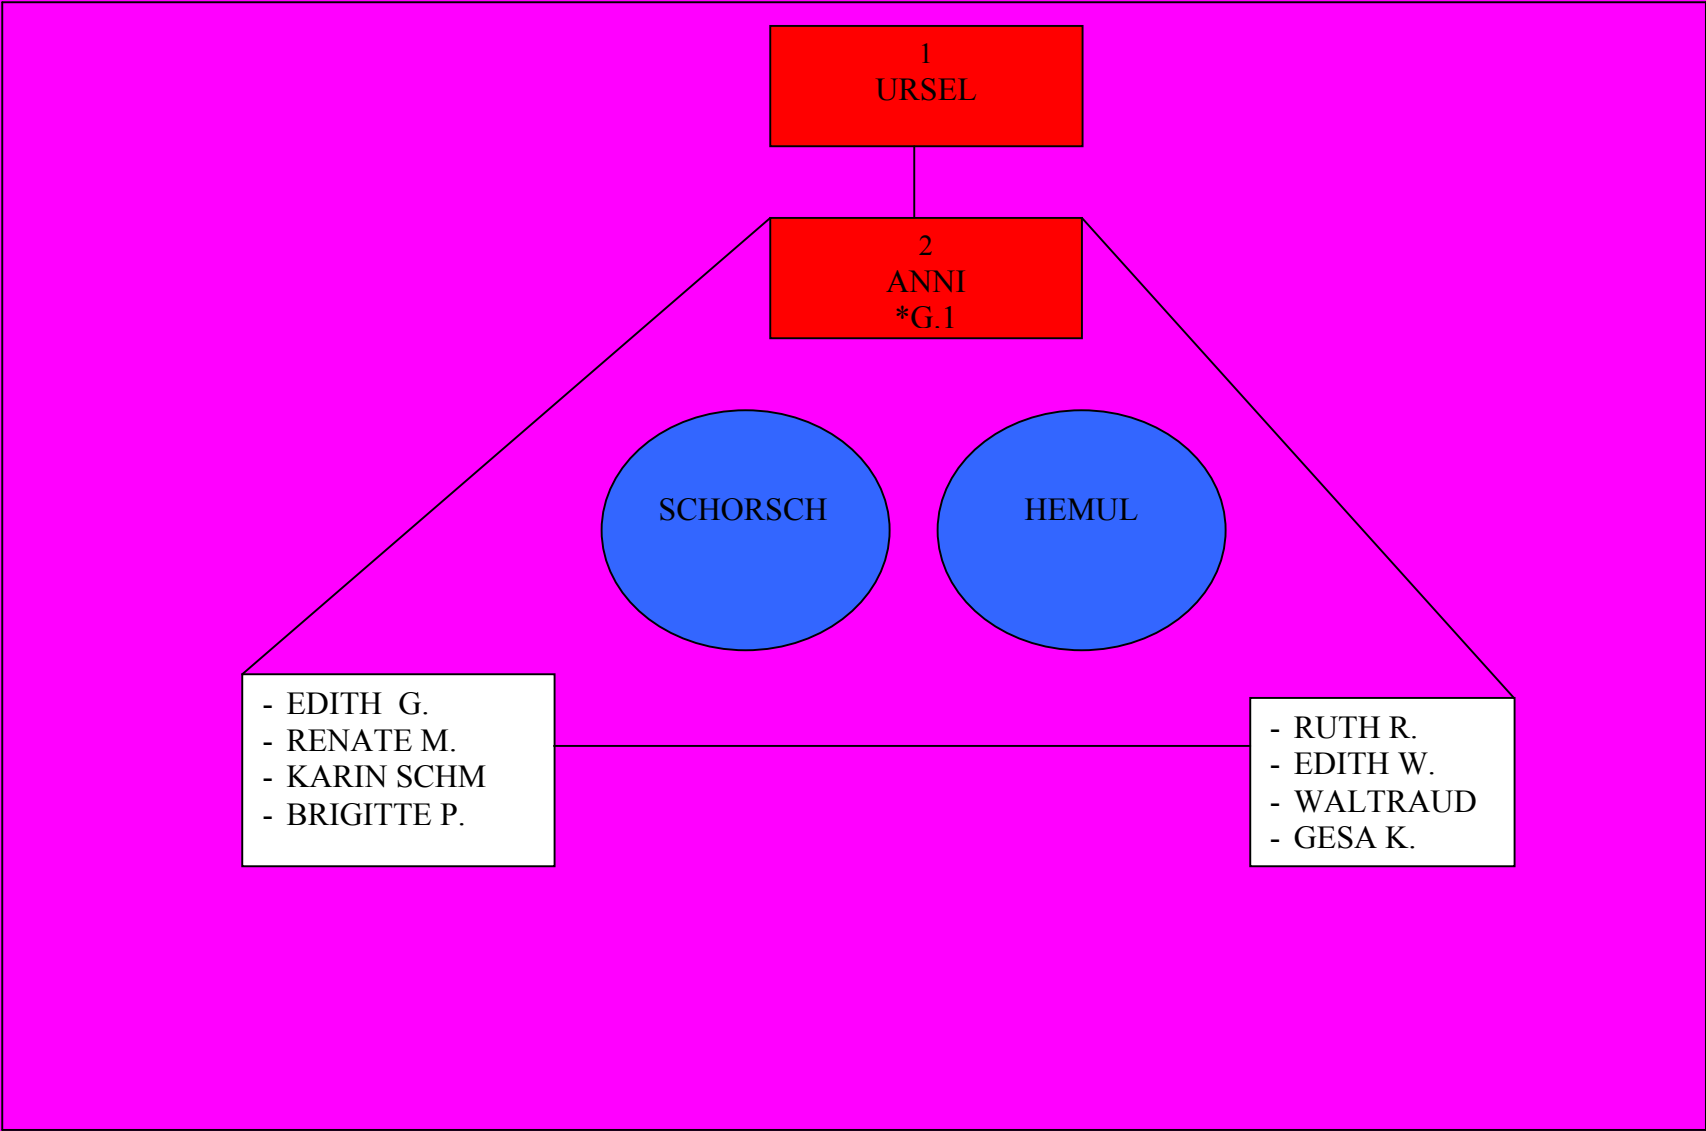 1
URSEL
2
ANNI
*G.1
SCHORSCH
HEMUL
- EDITH  G.
- RENATE M.
- KARIN SCHM
- BRIGITTE P.
- RUTH R.
- EDITH W.
- WALTRAUD
- GESA K.